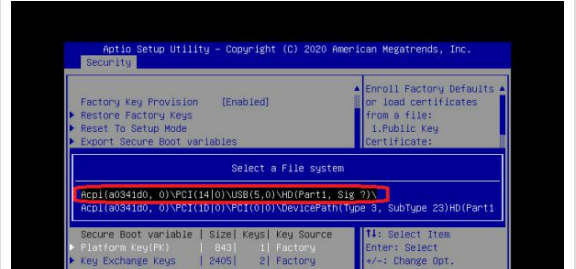 Aptio Setup Utility – Copyright (C) 2020 American Megatrends, Inc.
Security
Factory Key Provision [Enabled]
Restore Factory Keys
Reset To Setup Mode
Export Secure Boot variables
Enroll Factory Defaults
or load certificates
from a file:
1.Public Key
Certificate:
Select a File system
Acpi(a0341d0, 0)\PCI(14|0)\USB(5,0)\HD(Part1, Sig ?)\
Acpi(a0341d0, 0)\PCI(1D|0)\PCI(0|0)\DevicePath(Type 3, SubType 23)HD(Part1
Secure Boot variable | Size| Keys| Key Source
Platform Key(PK) | 843| 1| Factory
Key Exchange Keys | 2405| 2| Factory
↑↓: Select Item
Enter: Select
+/-: Change Opt.